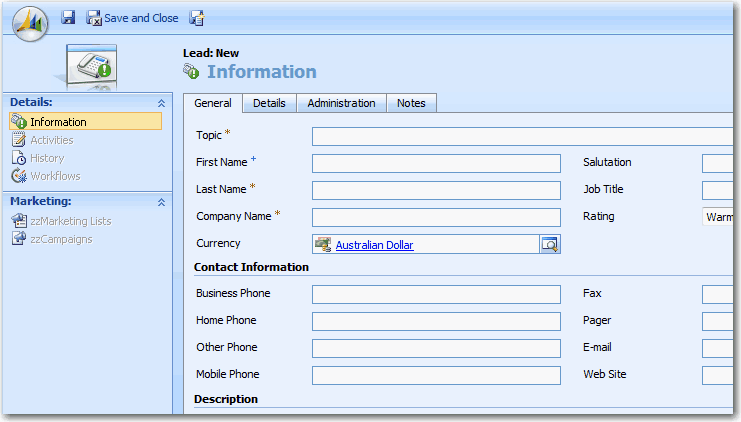 Save and Close
Lead: New
Information
Details:
Information
Activities
History
Workflows
Marketing:
zzMarketing Lists
zzCampaigns
General Details Administration Notes
Topic *
First Name + Salutation
Last Name * Job Title
Company Name * Rating Warm
Currency Australian Dollar
Contact Information
Business Phone Fax
Home Phone Pager
Other Phone E-mail
Mobile Phone Web Site
Description